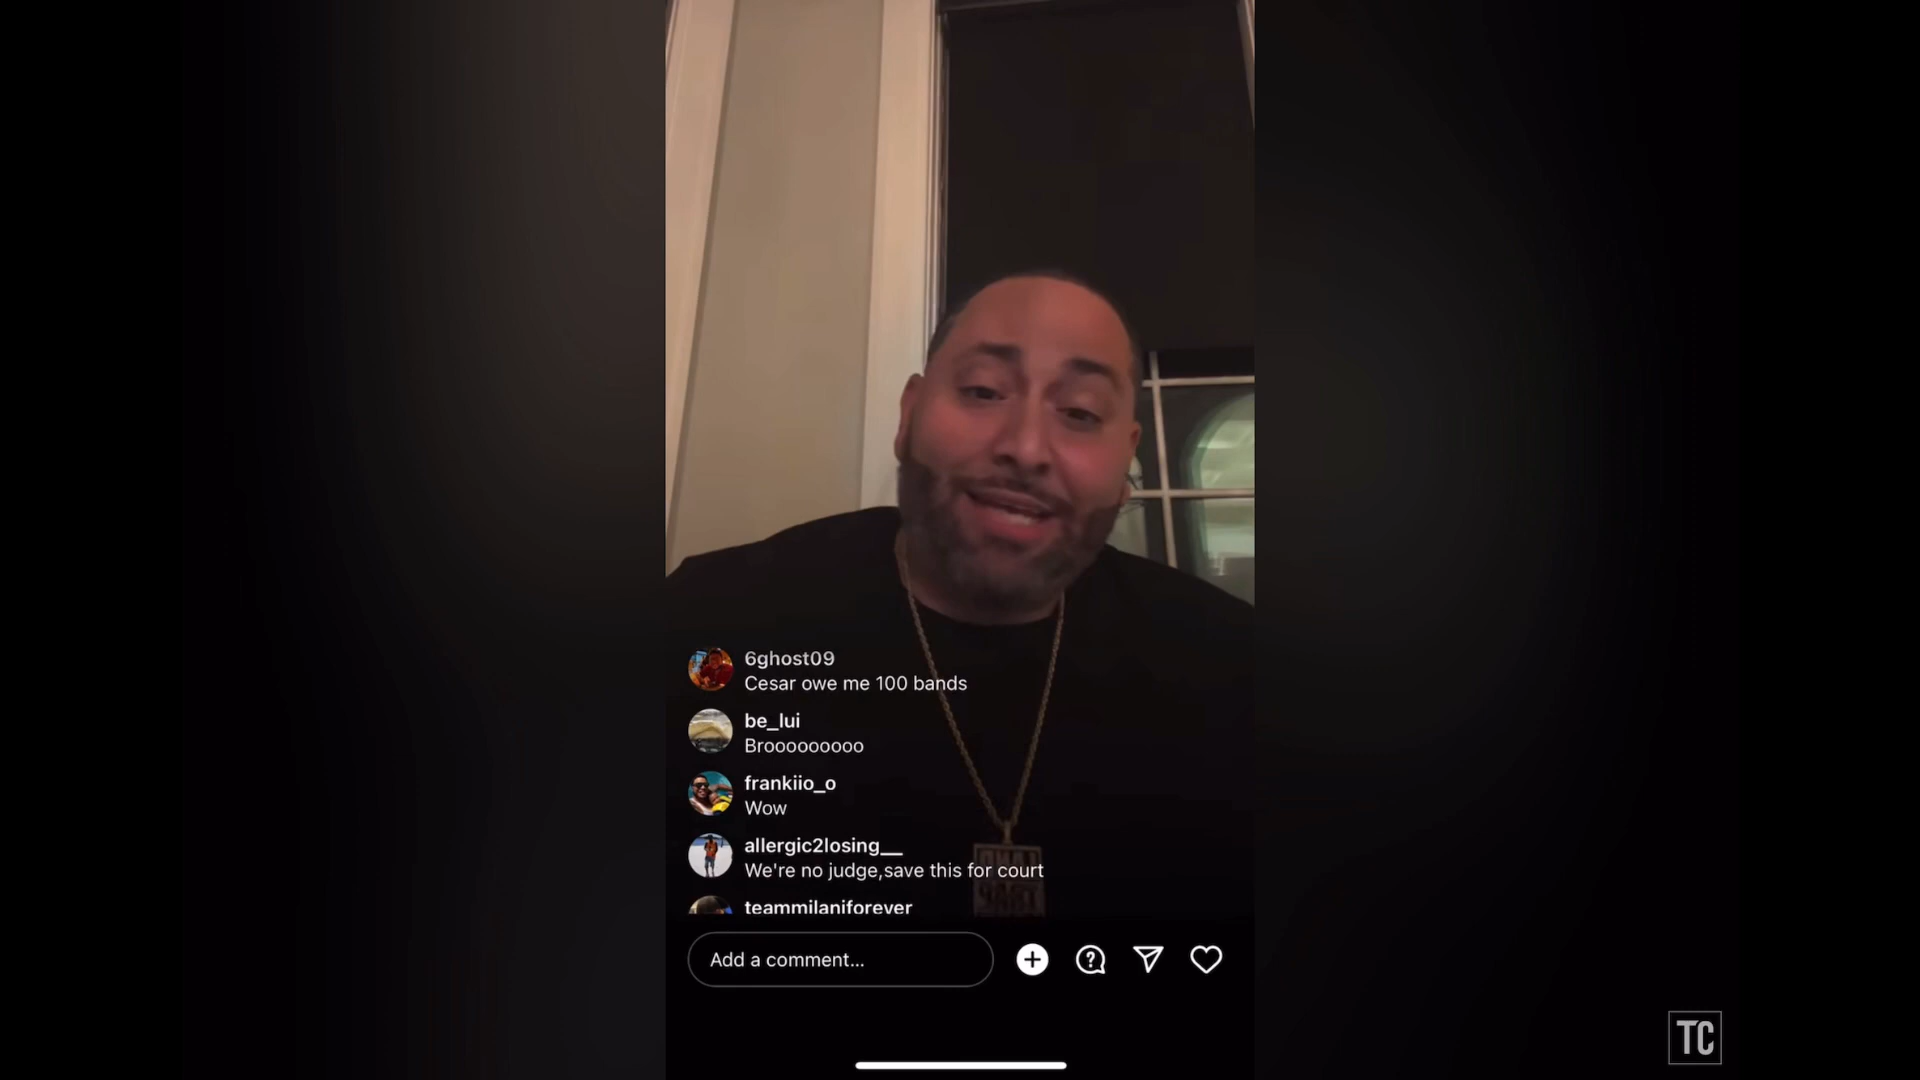 6ghost09
Cesar owe me 100 bands
be_lui
Brooooooooo
frankiio_o
Wow
allergic2losing__
We're no judge,save this for court
teammilaniforever
Add a comment...
TC